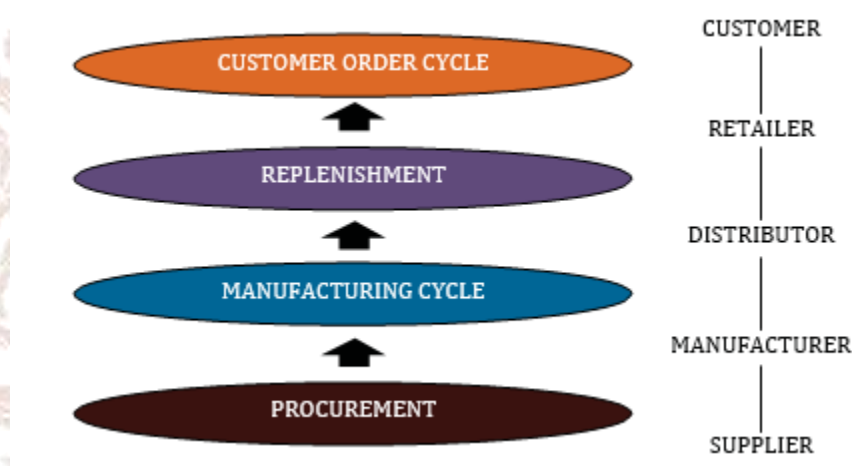 CUSTOMER
CUSTOMER ORDER CYCLE
RETAILER
REPLENISHMENT
DISTRIBUTOR
MANUFACTURING CYCLE
MANUFACTURER
PROCUREMENT
SUPPLIER